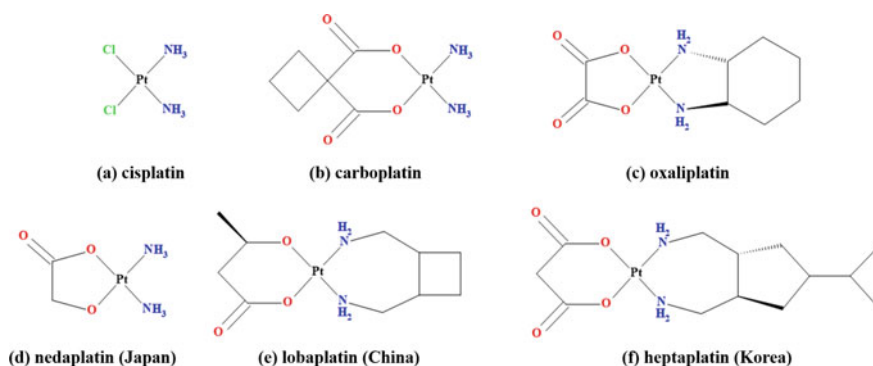 Cl
NH₃
Pt
Cl
NH₃
(a) cisplatin
O
O
NH₃
Pt
O
NH₃
O
(b) carboplatin
H₂
N
O
O
Pt
O
O
N
H₂
(c) oxaliplatin
O
O
NH₃
Pt
O
NH₃
(d) nedaplatin (Japan)
O
N
H₂
Pt
O
N
H₂
O
(e) lobaplatin (China)
O
O
N
H₂
Pt
O
N
H₂
O
(f) heptaplatin (Korea)